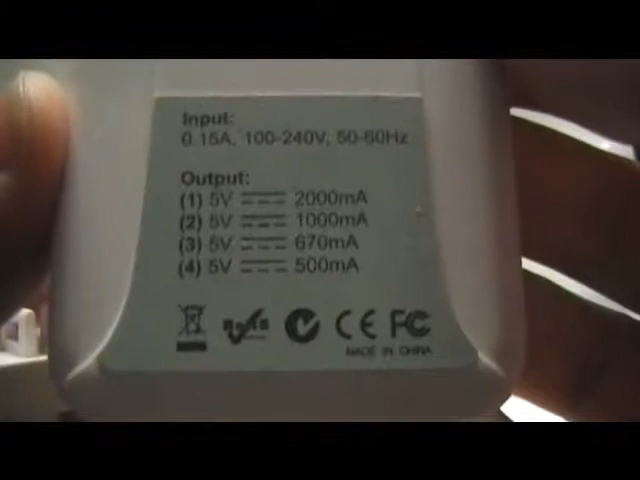 Input:
0.15A, 100-240V, 50-60Hz
Output:
(1) 5V 2000mA
(2) 5V 1000mA
(3) 5V 670mA
(4) 5V 500mA
RoHS CE FC
MADE IN CHINA